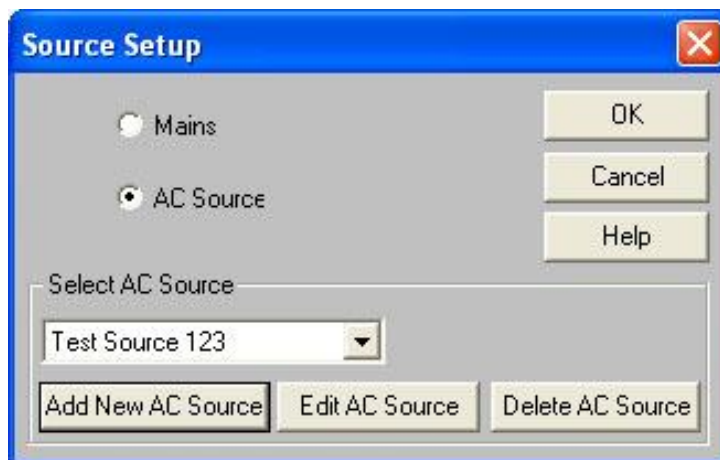 Source Setup
Mains
OK
AC Source
Cancel
Help
Select AC Source
Test Source 123
Add New AC Source
Edit AC Source
Delete AC Source